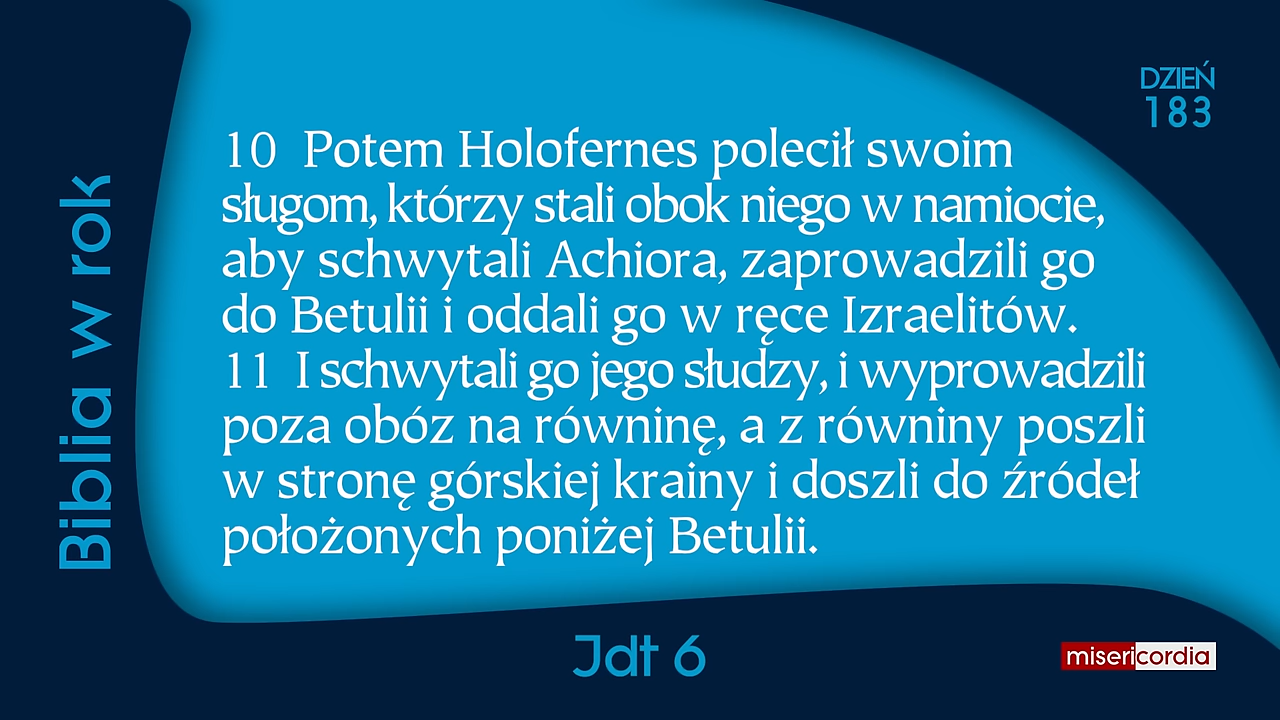 DZIEŃ
183
10 Potem Holofernes polecił swoim
sługom, którzy stali obok niego w namiocie,
aby schwytali Achiora, zaprowadzili go
do Betulii i oddali go w ręce Izraelitów.
11 I schwytali go jego słudzy, i wyprowadzili
poza obóz na równinę, a z równiny poszli
w stronę górskiej krainy i doszli do źródeł
położonych poniżej Betulii.
Biblia w rok
Jdt 6
misericordia